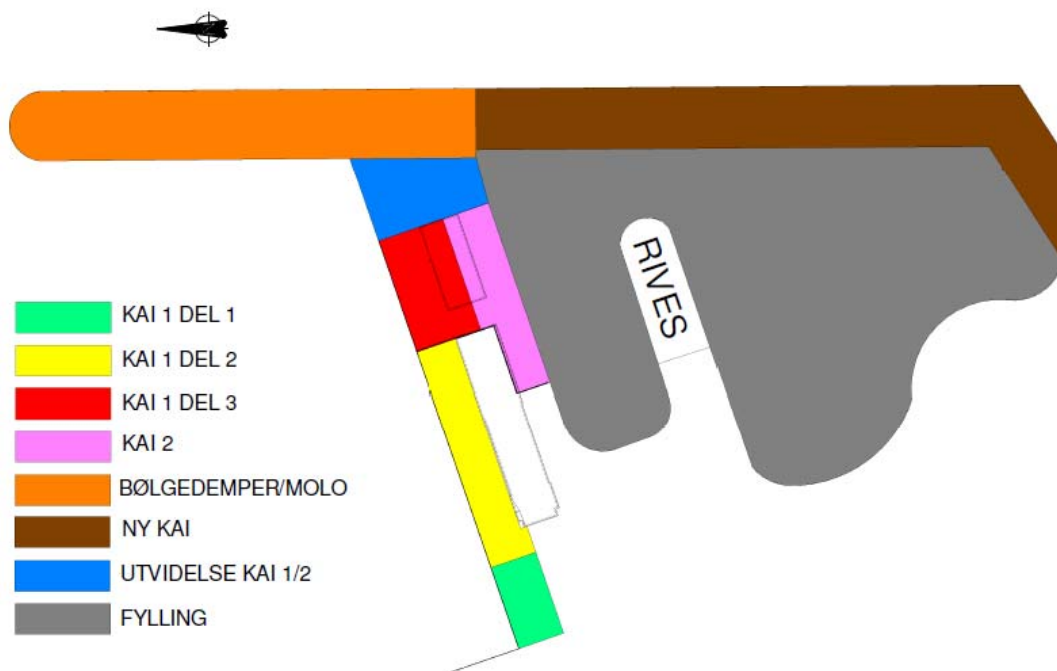 RIVES
KAI 1 DEL 1
KAI 1 DEL 2
KAI 1 DEL 3
KAI 2
BØLGEDEMPER/MOLO
NY KAI
UTVIDELSE KAI 1/2
FYLLING